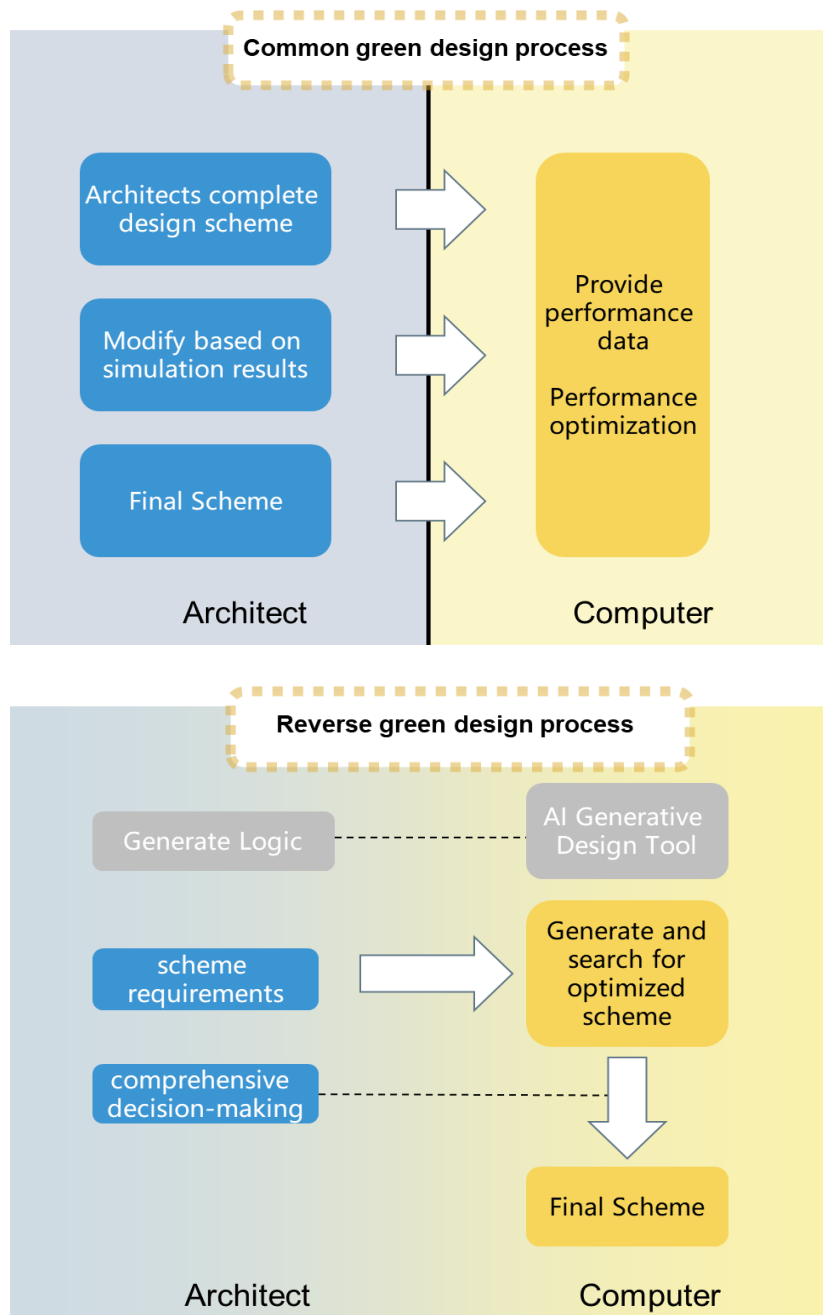 Common green design process
Architects complete
design scheme
Modify based on
simulation results
Final Scheme
Provide
performance
data
Performance
optimization
Architect
Computer
Reverse green design process
Generate Logic
AI Generative
Design Tool
scheme
requirements
Generate and
search for
optimized
scheme
comprehensive
decision-making
Final Scheme
Architect
Computer